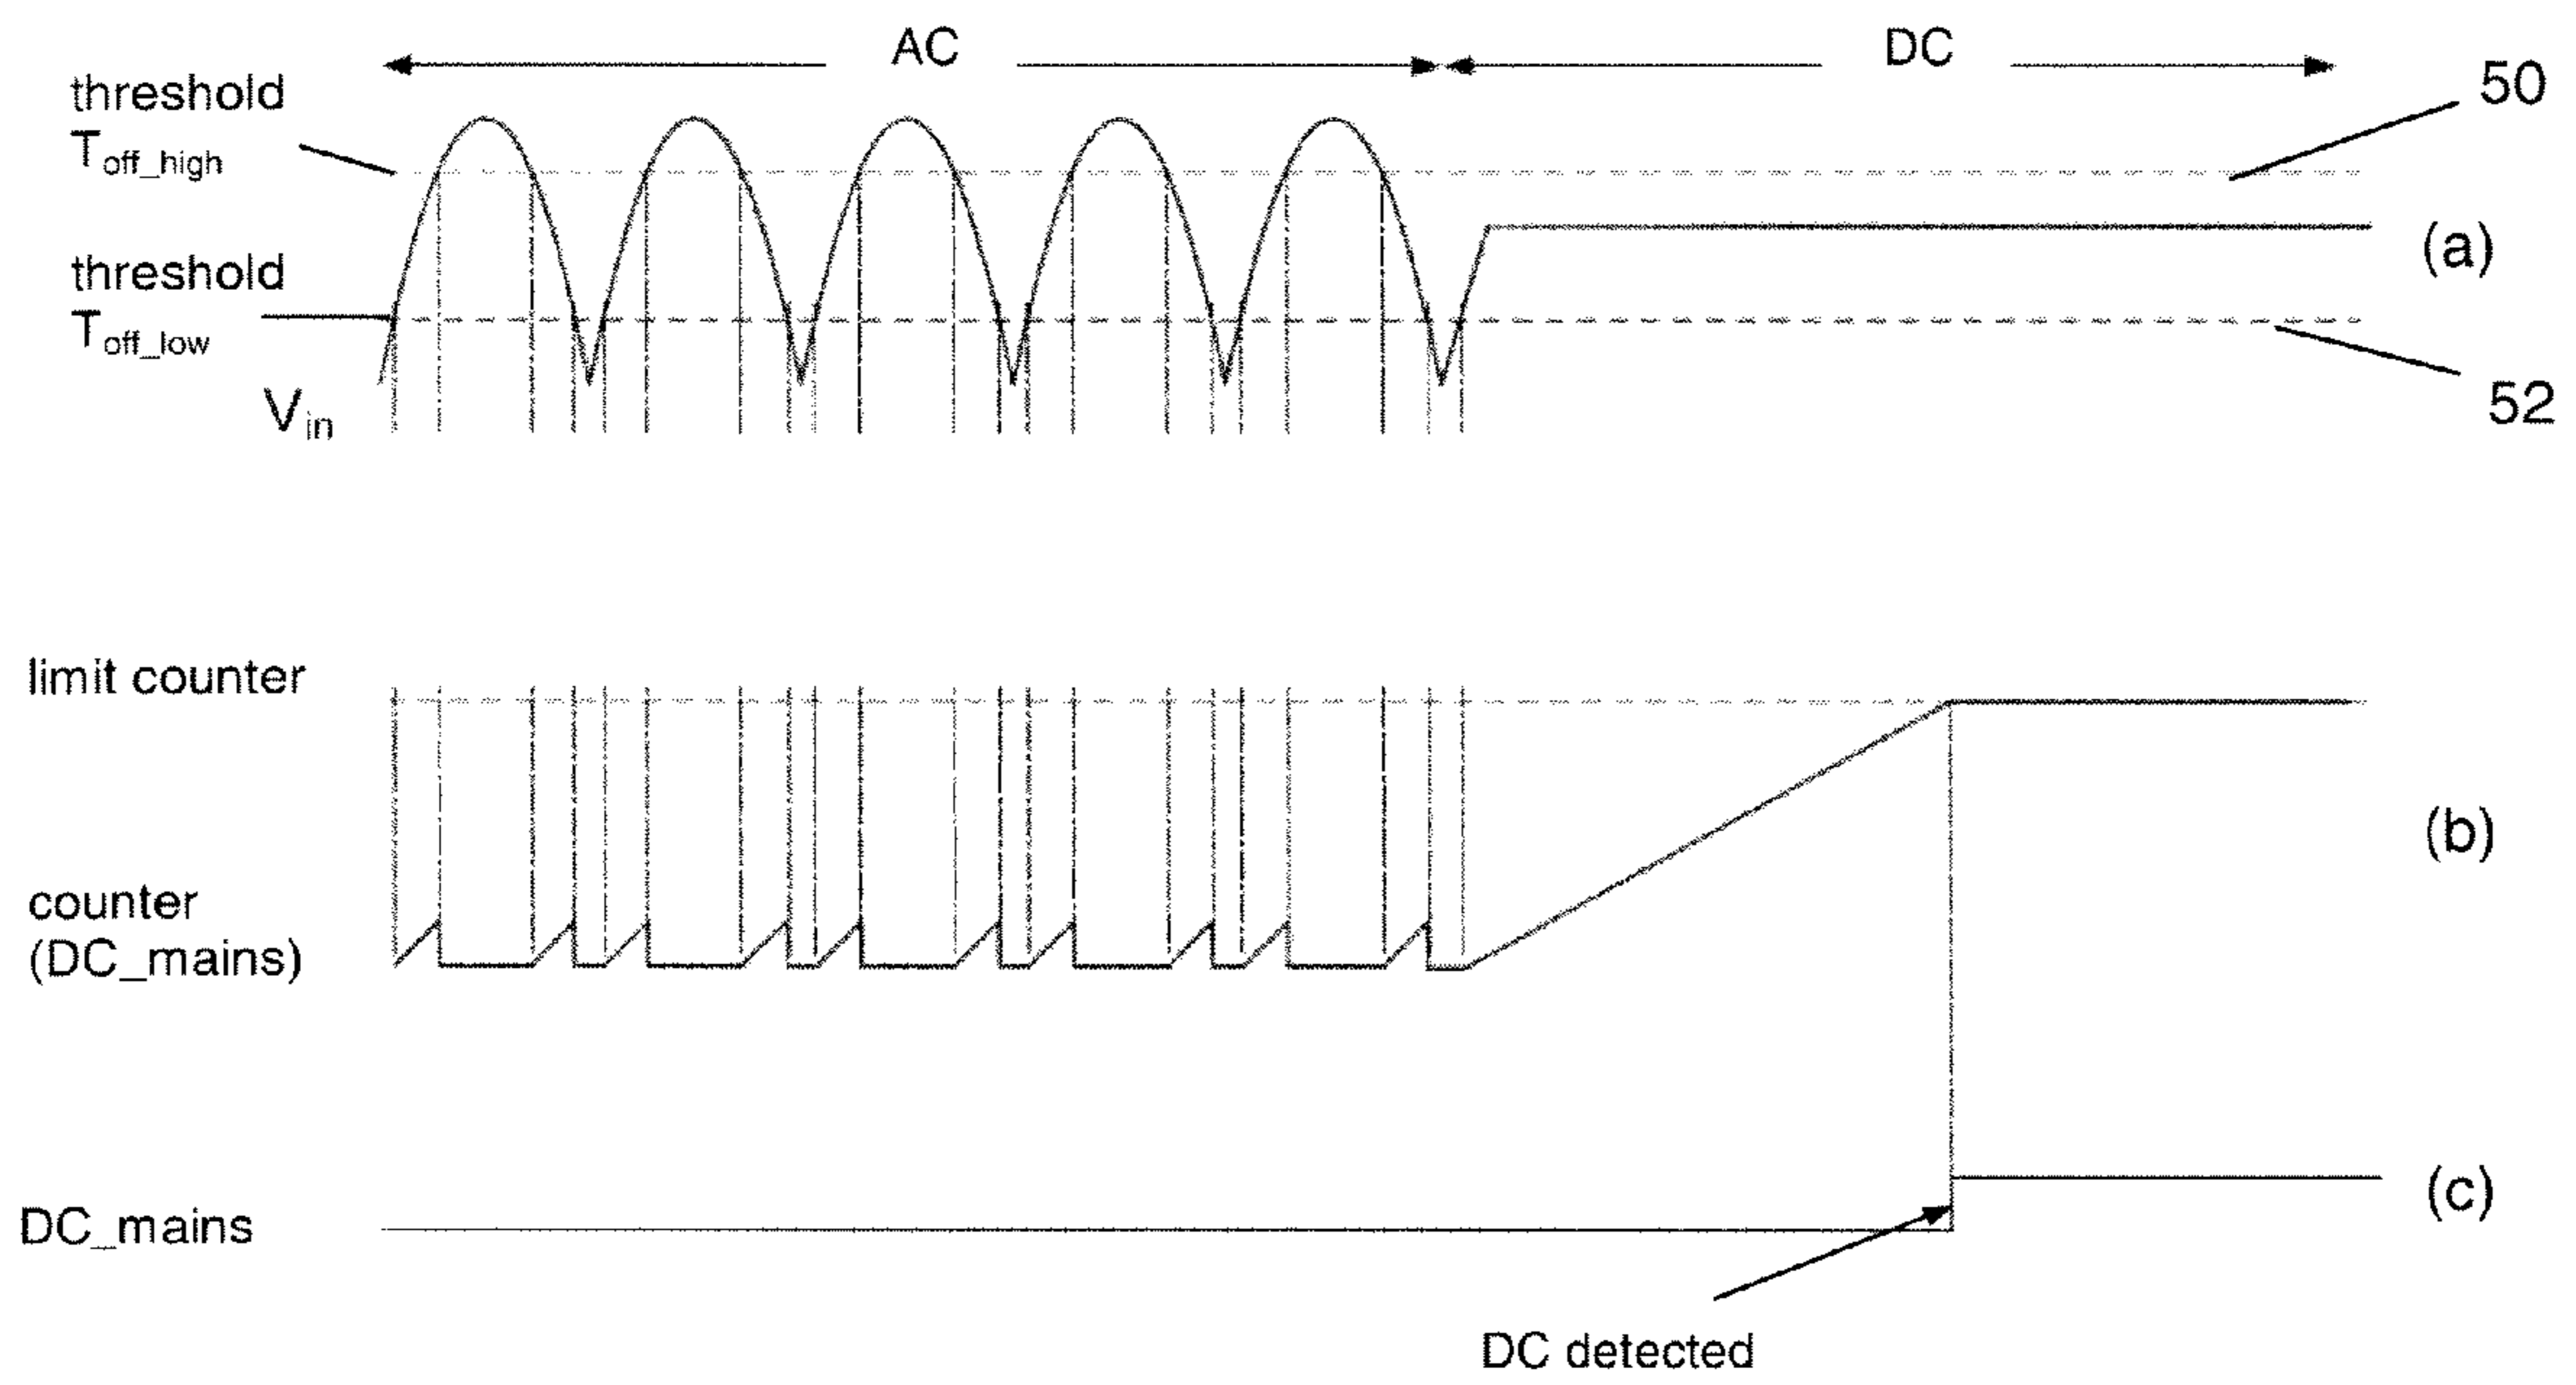 AC
DC
threshold
T_off_high
50
(a)
threshold
T_off_low
V_in
52
limit counter
(b)
counter
(DC_mains)
(c)
DC_mains
DC detected